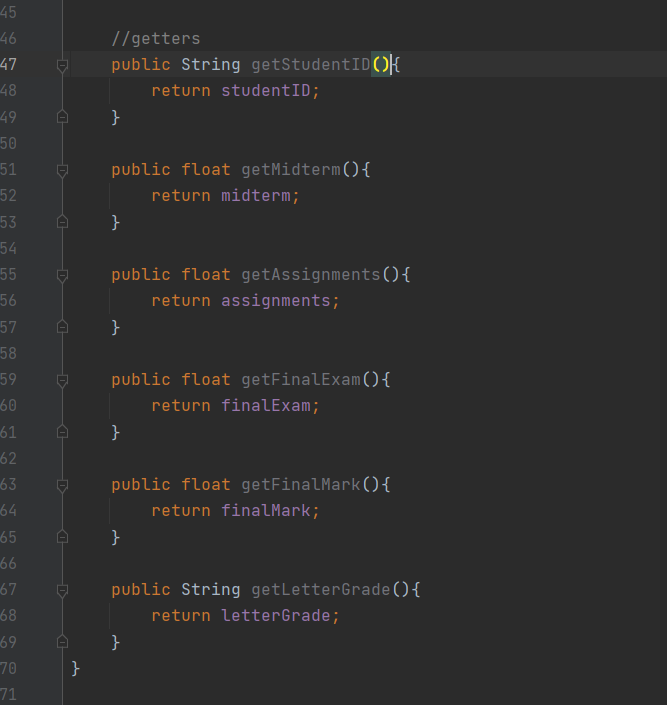 45
46 //getters
47 public String getStudentID(){
48 return studentID;
49 }
50
51 public float getMidterm(){
52 return midterm;
53 }
54
55 public float getAssignments(){
56 return assignments;
57 }
58
59 public float getFinalExam(){
60 return finalExam;
61 }
62
63 public float getFinalMark(){
64 return finalMark;
65 }
66
67 public String getLetterGrade(){
68 return letterGrade;
69 }
70 }
71